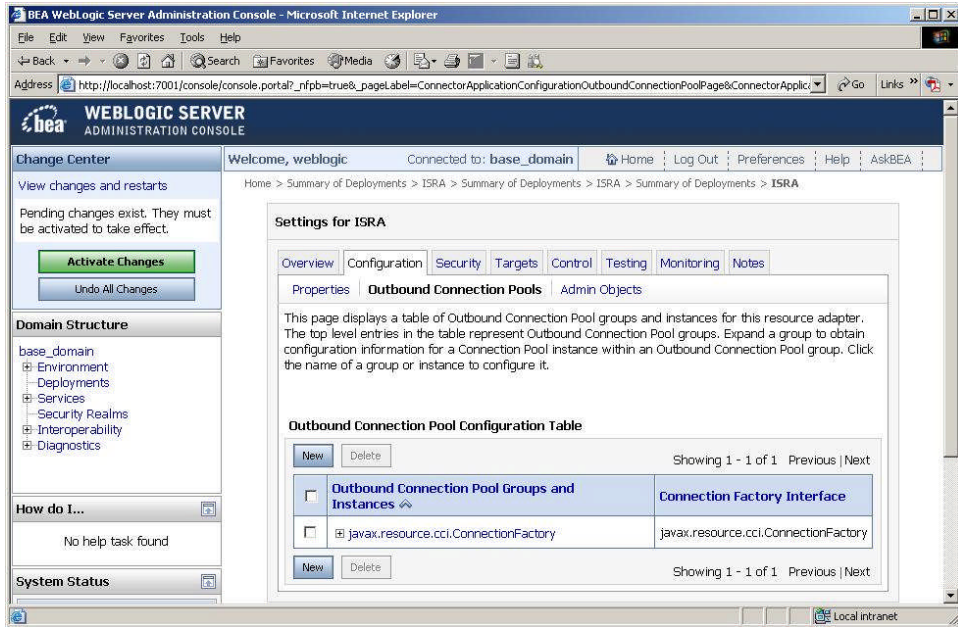 BEA WebLogic Server Administration Console - Microsoft Internet Explorer
File Edit View Favorites Tools Help
Back Search Favorites Media
Address http://localhost:7001/console/console.portal?_nfpb=true&_pageLabel=ConnectorApplicationConfigurationOutboundConnectionPoolPage&ConnectorApplic Go Links »
bea WEBLOGIC SERVER
ADMINISTRATION CONSOLE
Change Center
Welcome, weblogic Connected to: base_domain Home Log Out Preferences Help AskBEA
View changes and restarts
Home > Summary of Deployments > ISRA > Summary of Deployments > ISRA > Summary of Deployments > ISRA
Pending changes exist. They must
be activated to take effect.
Activate Changes
Undo All Changes
Domain Structure
base_domain
Environment
Deployments
Services
Security Realms
Interoperability
Diagnostics
How do I...
No help task found
System Status
Settings for ISRA
Overview Configuration Security Targets Control Testing Monitoring Notes
Properties Outbound Connection Pools Admin Objects
This page displays a table of Outbound Connection Pool groups and instances for this resource adapter.
The top level entries in the table represent Outbound Connection Pool groups. Expand a group to obtain
configuration information for a Connection Pool instance within an Outbound Connection Pool group. Click
the name of a group or instance to configure it.
Outbound Connection Pool Configuration Table
New Delete Showing 1 - 1 of 1 Previous | Next
Outbound Connection Pool Groups and
Instances Connection Factory Interface
javax.resource.cci.ConnectionFactory javax.resource.cci.ConnectionFactory
New Delete Showing 1 - 1 of 1 Previous | Next
Local intranet